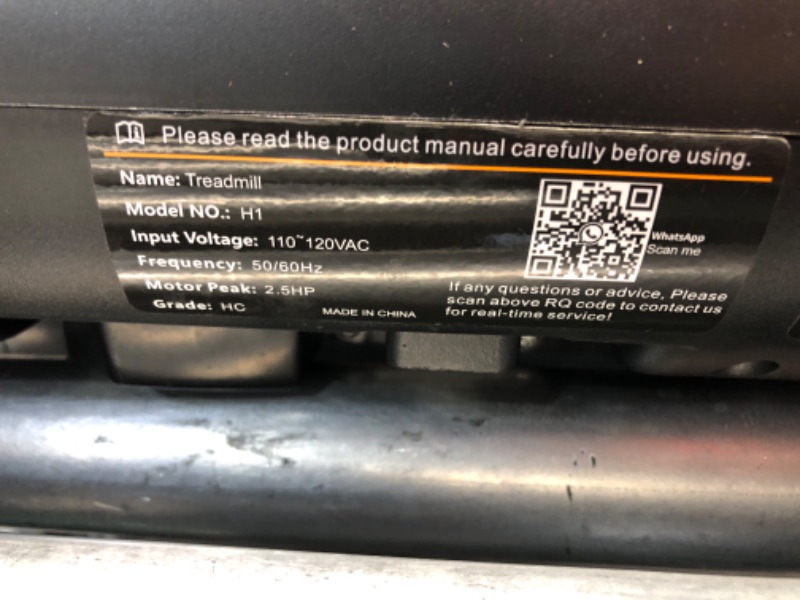 Please read the product manual carefully before using.
Name: Treadmill
Model NO.: H1
Input Voltage: 110~120VAC
Frequency: 50/60Hz
Motor Peak: 2.5HP
Grade: HC
MADE IN CHINA
WhatsApp
Scan me
If any questions or advice, Please
scan above RQ code to contact us
for real-time service!